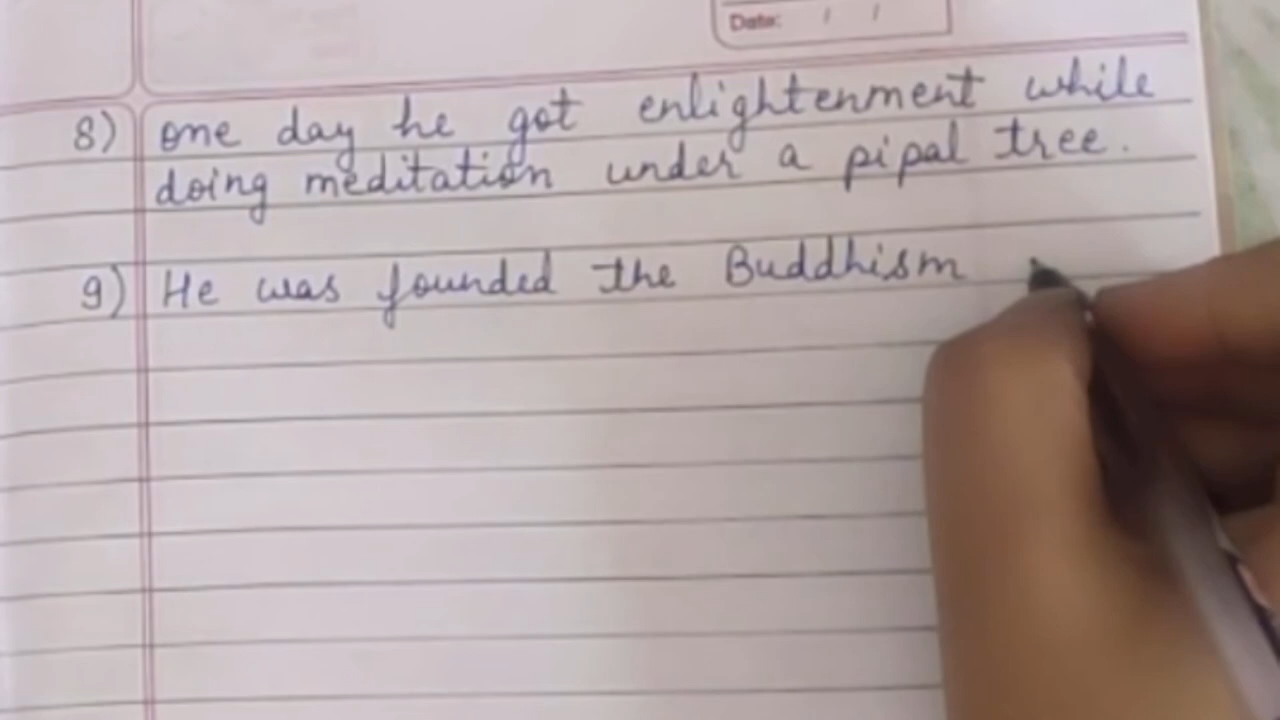 Date: / /
8) one day he got enlightenment while
doing meditation under a pipal tree.
9) He was founded the Buddhism